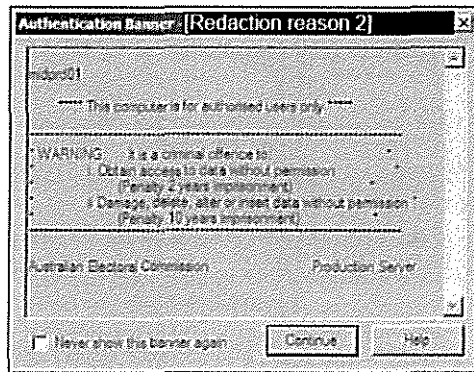 Authentication Banner [Redaction reason 2]
midprd01
**** This computer is for authorised users only ****
* WARNING It is a criminal offence to: *
* i. Obtain access to data without permission *
* (Penalty 2 years imprisonment) *
* ii Damage, delete, alter or insert data without permission *
* (Penalty 10 years imprisonment) *
Australian Electoral Commission Production Server
Never show this banner again Continue Help